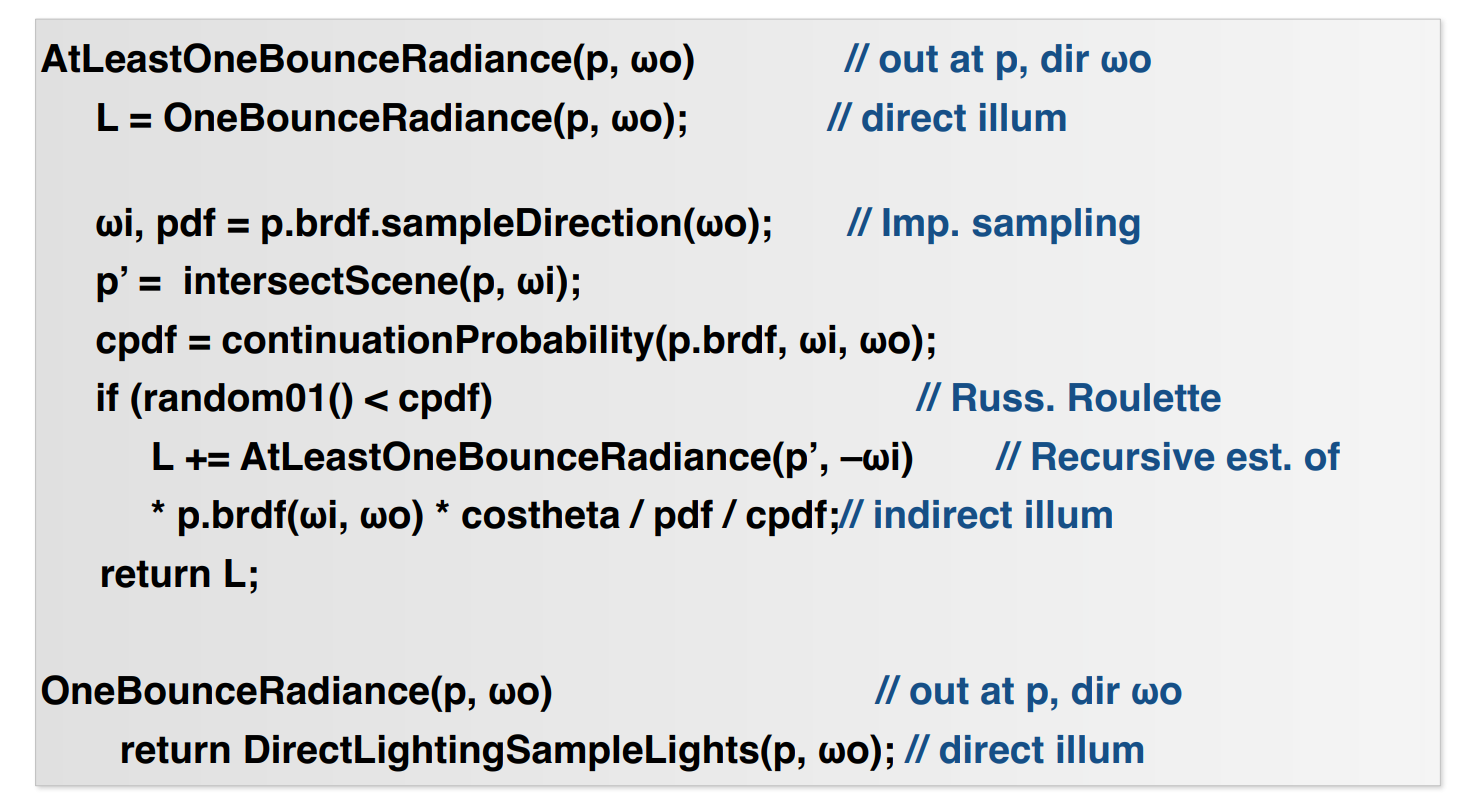 AtLeastOneBounceRadiance(p, ωo) // out at p, dir ωo
L = OneBounceRadiance(p, ωo); // direct illum
ωi, pdf = p.brdf.sampleDirection(ωo); // Imp. sampling
p’ = intersectScene(p, ωi);
cpdf = continuationProbability(p.brdf, ωi, ωo);
if (random01() < cpdf) // Russ. Roulette
L += AtLeastOneBounceRadiance(p’, –ωi) // Recursive est. of
* p.brdf(ωi, ωo) * costheta / pdf / cpdf;// indirect illum
return L;
OneBounceRadiance(p, ωo) // out at p, dir ωo
return DirectLightingSampleLights(p, ωo); // direct illum